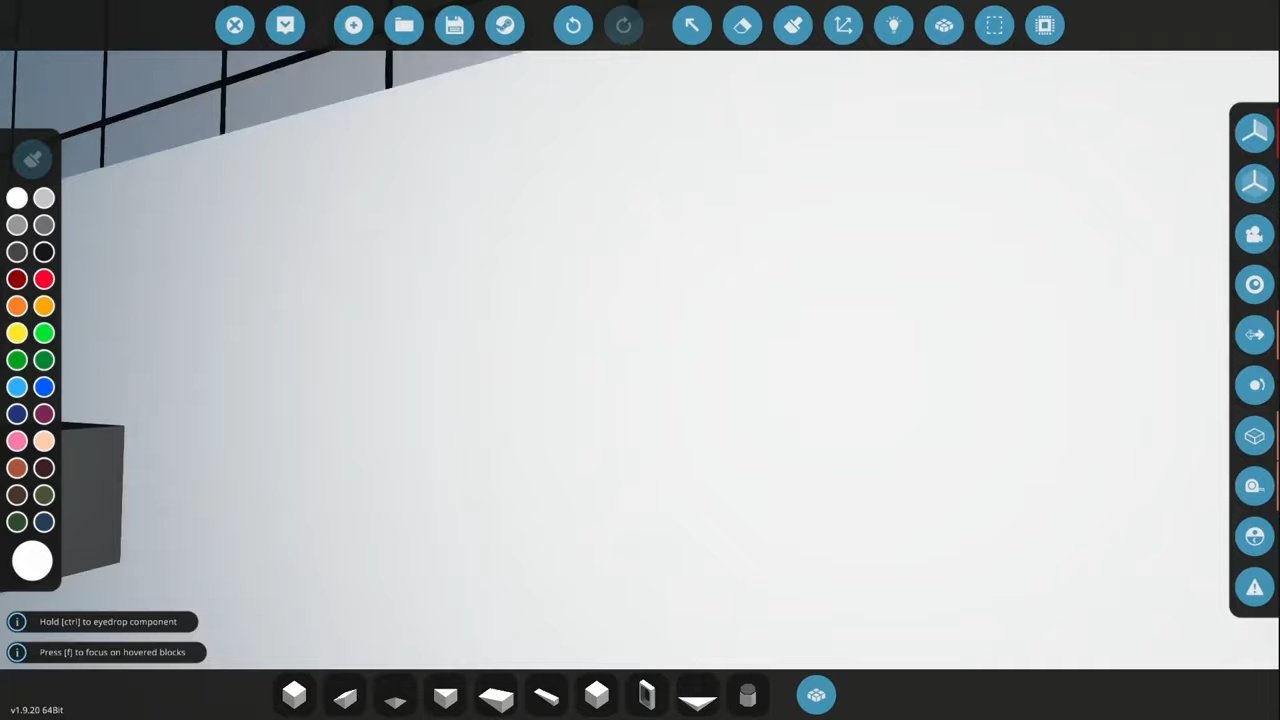 Hold [ctrl] to eyedrop component
Press [f] to focus on hovered blocks
v1.9.20 64Bit